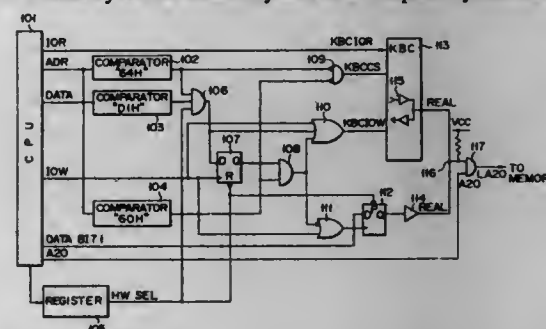 101
IOR
KBCIOR
KBC
113
ADR
COMPARATOR
"64H"
102
109
KBCCS
115
DATA
COMPARATOR
"D1H"
103
106
110
REAL
VCC
CPU
107
D Q
R
108
KBCIOW
116
117
TO
MEMOR
LA20
A20
IOW
104
COMPARATOR
"60H"
111
112
D P Q
114
REAL
DATA BIT1
A20
REGISTER
HW SEL
105